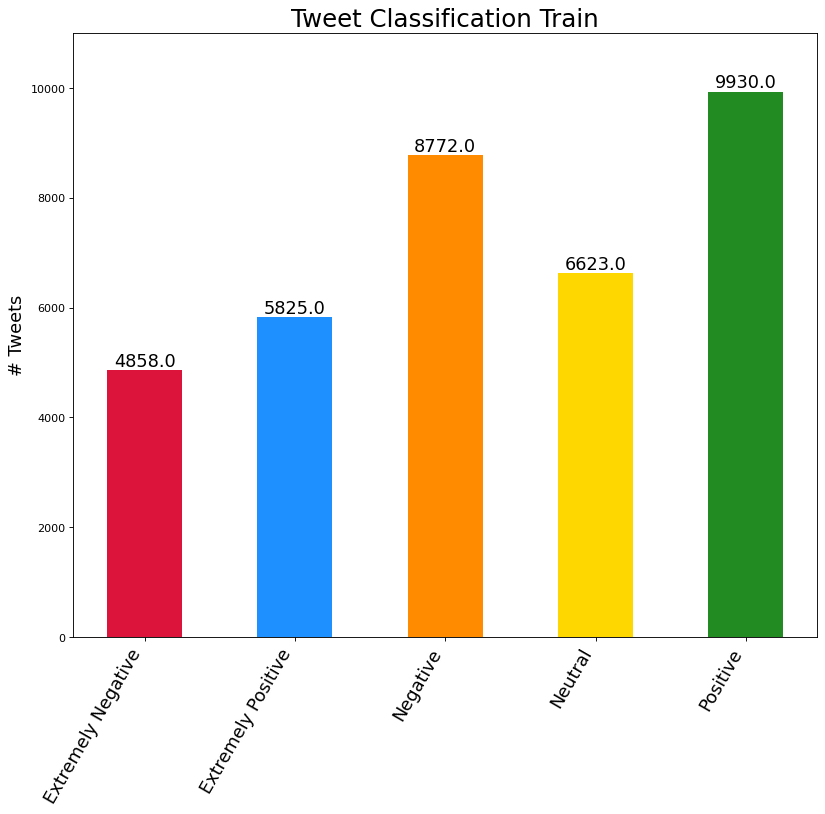 Tweet Classification Train
# Tweets
10000
8000
6000
4000
2000
0
4858.0
5825.0
8772.0
6623.0
9930.0
Extremely Negative
Extremely Positive
Negative
Neutral
Positive